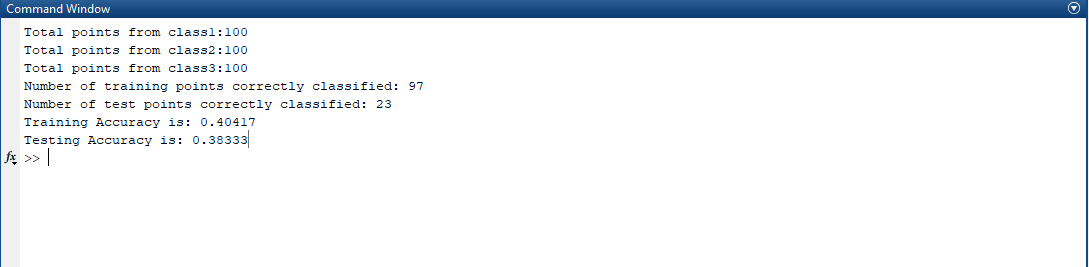 Command Window
Total points from class1:100
Total points from class2:100
Total points from class3:100
Number of training points correctly classified: 97
Number of test points correctly classified: 23
Training Accuracy is: 0.40417
Testing Accuracy is: 0.38333
fx >>